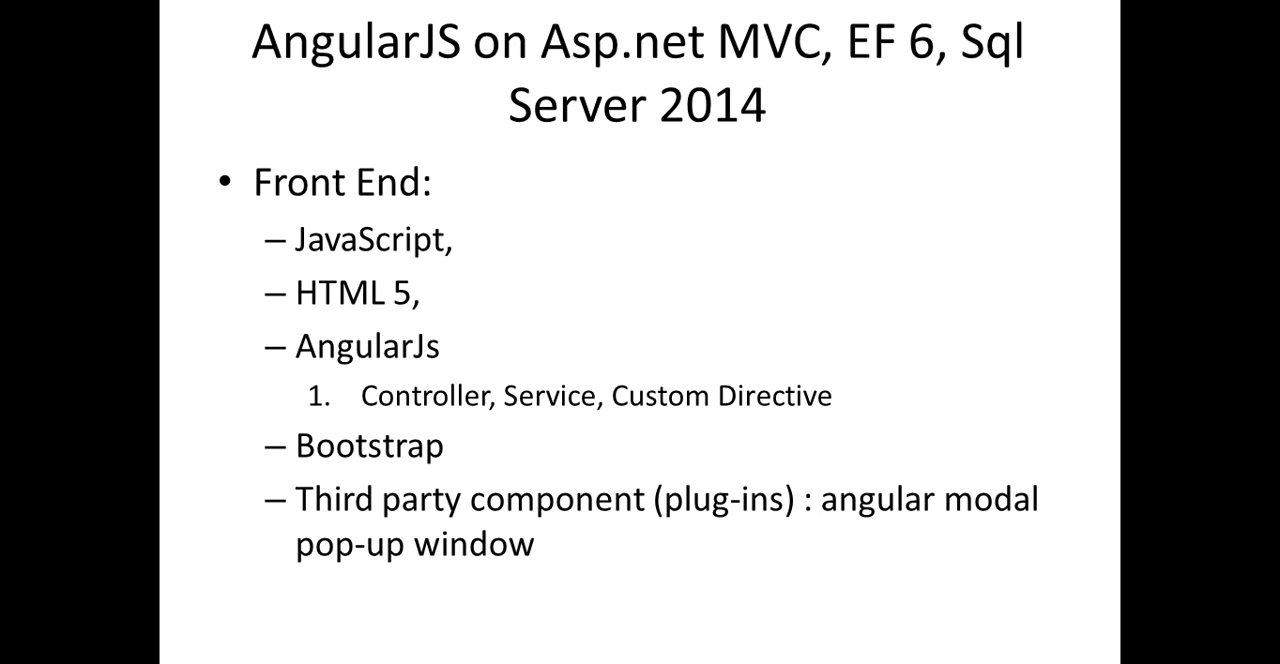 AngularJS on Asp.net MVC, EF 6, Sql
Server 2014
• Front End:
– JavaScript,
– HTML 5,
– AngularJs
1. Controller, Service, Custom Directive
– Bootstrap
– Third party component (plug-ins) : angular modal
pop-up window